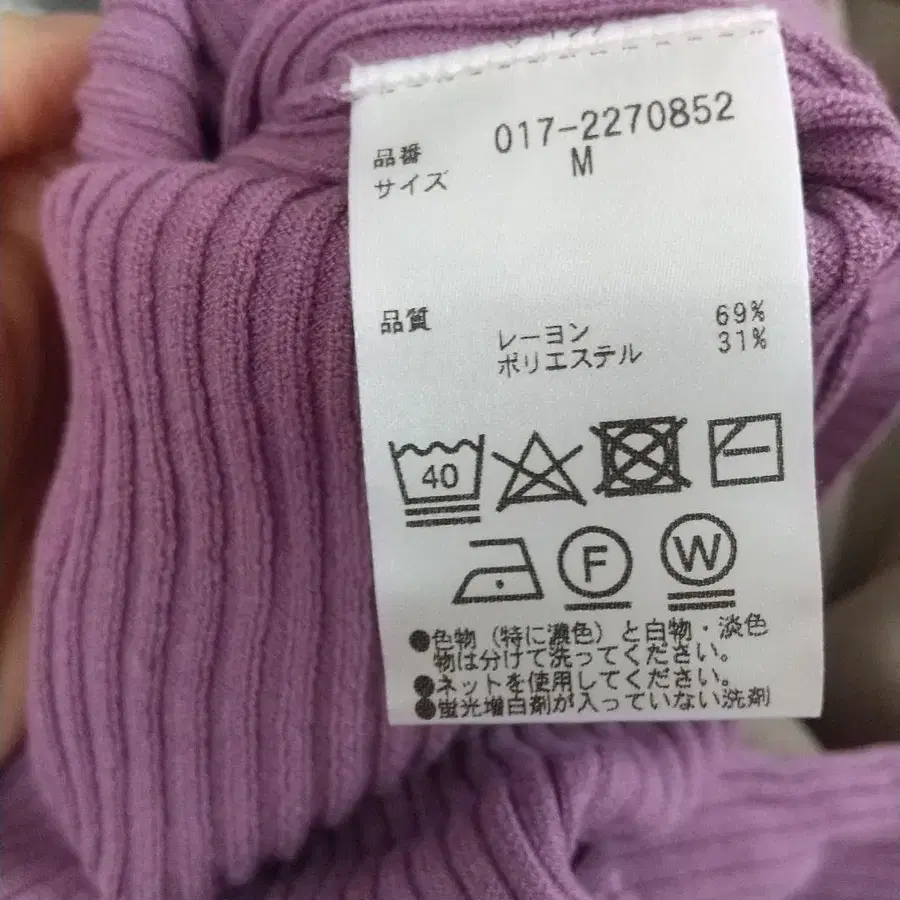 品番 017-2270852
サイズ M
品質
レーヨン 69%
ポリエステル 31%
40
F W
●色物（特に濃色）と白物・淡色
物は分けて洗ってください。
●ネットを使用してください。
●蛍光増白剤が入っていない洗剤